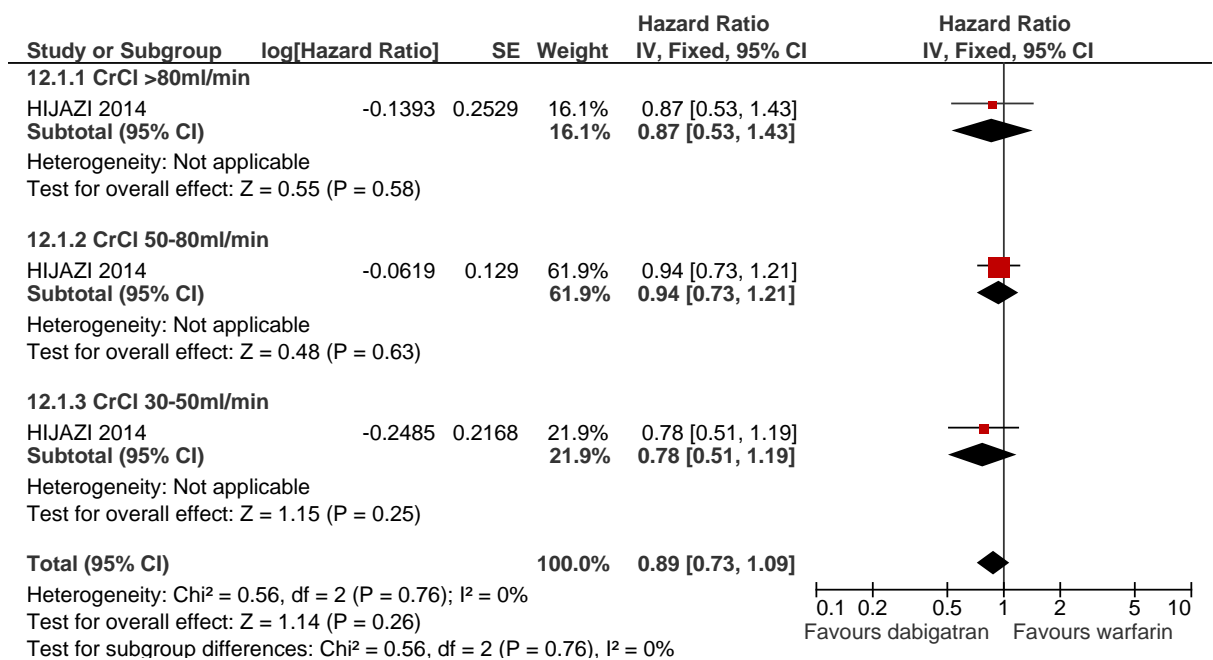 Hazard Ratio Hazard Ratio
Study or Subgroup log[Hazard Ratio] SE Weight IV, Fixed, 95% CI IV, Fixed, 95% CI
12.1.1 CrCl >80ml/min
HIJAZI 2014 -0.1393 0.2529 16.1% 0.87 [0.53, 1.43]
Subtotal (95% CI) 16.1% 0.87 [0.53, 1.43]
Heterogeneity: Not applicable
Test for overall effect: Z = 0.55 (P = 0.58)
12.1.2 CrCl 50-80ml/min
HIJAZI 2014 -0.0619 0.129 61.9% 0.94 [0.73, 1.21]
Subtotal (95% CI) 61.9% 0.94 [0.73, 1.21]
Heterogeneity: Not applicable
Test for overall effect: Z = 0.48 (P = 0.63)
12.1.3 CrCl 30-50ml/min
HIJAZI 2014 -0.2485 0.2168 21.9% 0.78 [0.51, 1.19]
Subtotal (95% CI) 21.9% 0.78 [0.51, 1.19]
Heterogeneity: Not applicable
Test for overall effect: Z = 1.15 (P = 0.25)
Total (95% CI) 100.0% 0.89 [0.73, 1.09]
Heterogeneity: Chi² = 0.56, df = 2 (P = 0.76); I² = 0%
Test for overall effect: Z = 1.14 (P = 0.26)
Test for subgroup differences: Chi² = 0.56, df = 2 (P = 0.76), I² = 0%
0.1 0.2 0.5 1 2 5 10
Favours dabigatran Favours warfarin